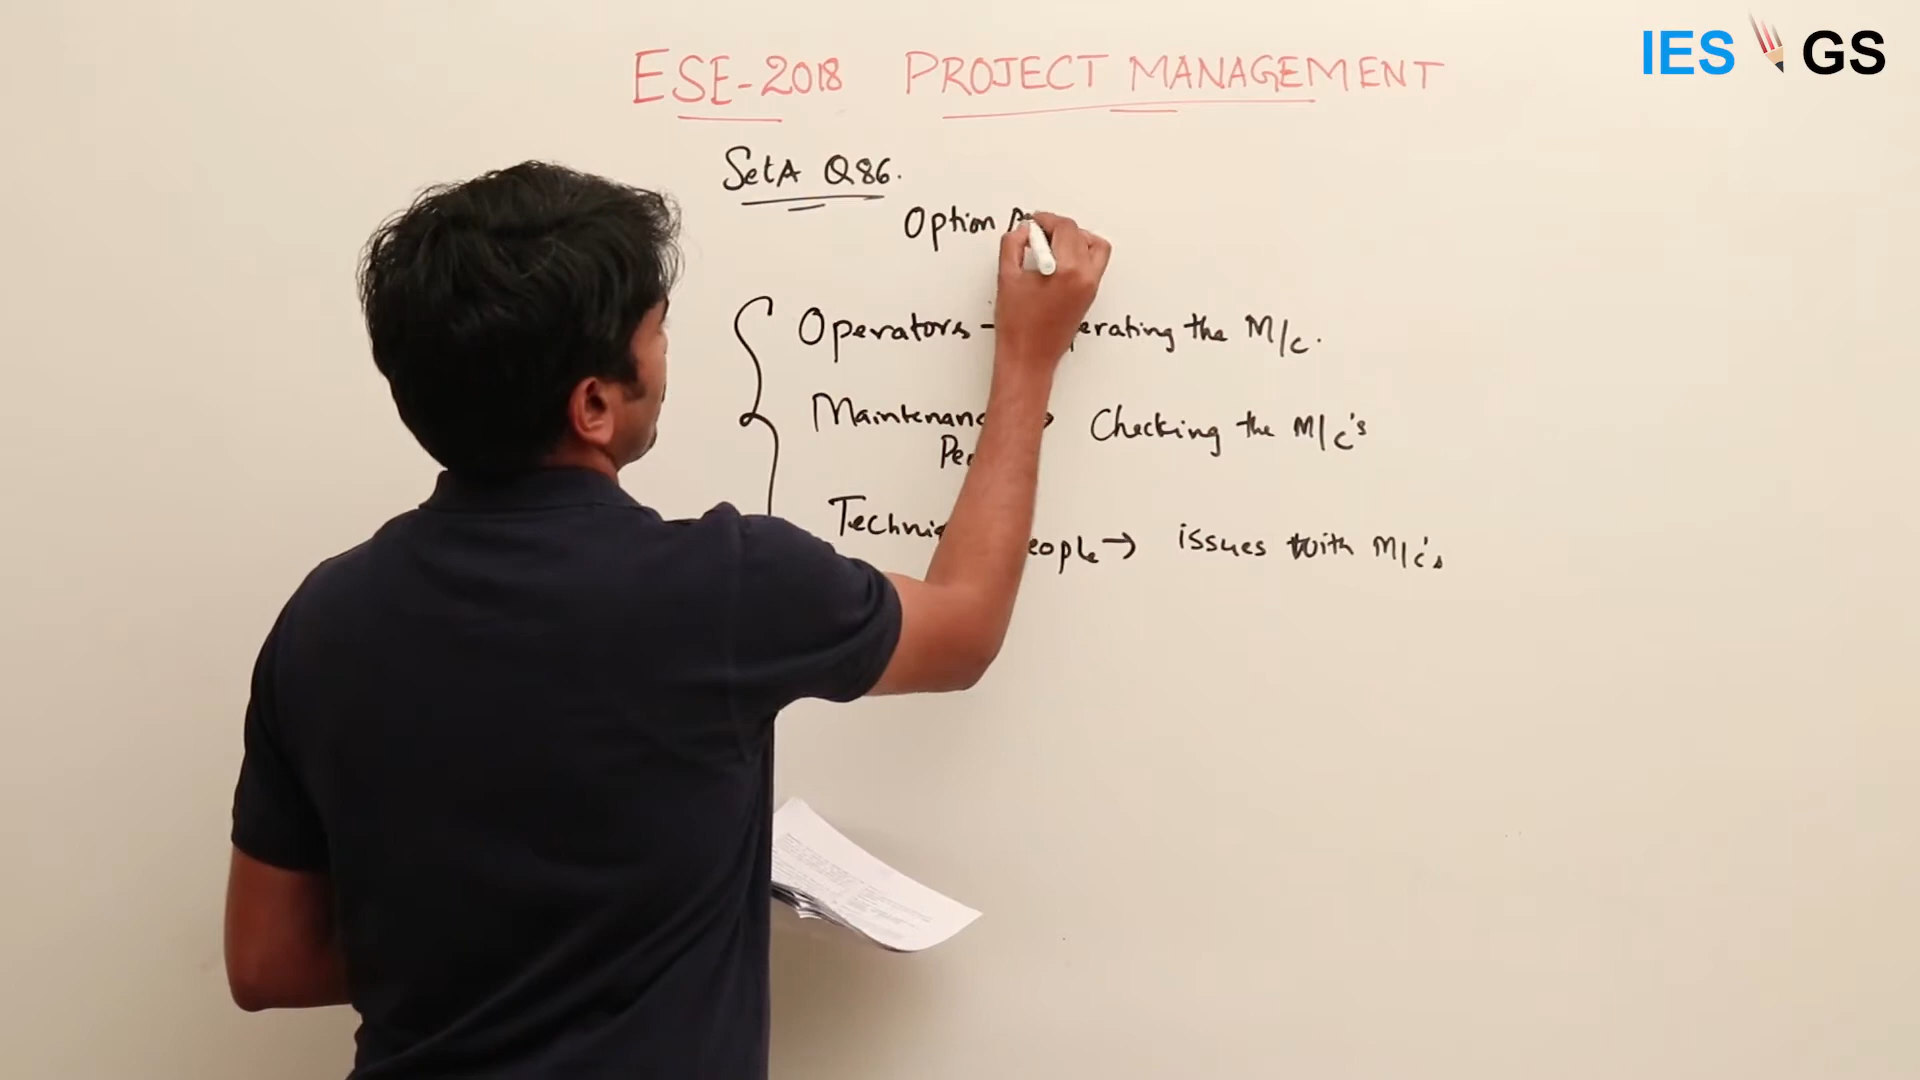 IES GS
ESE-2018 PROJECT MANAGEMENT
SetA Q86.
Option
Operators - erating the M/c.
Maintenanc Checking the M/c's
Pe
Techni eople → issues with M/c's